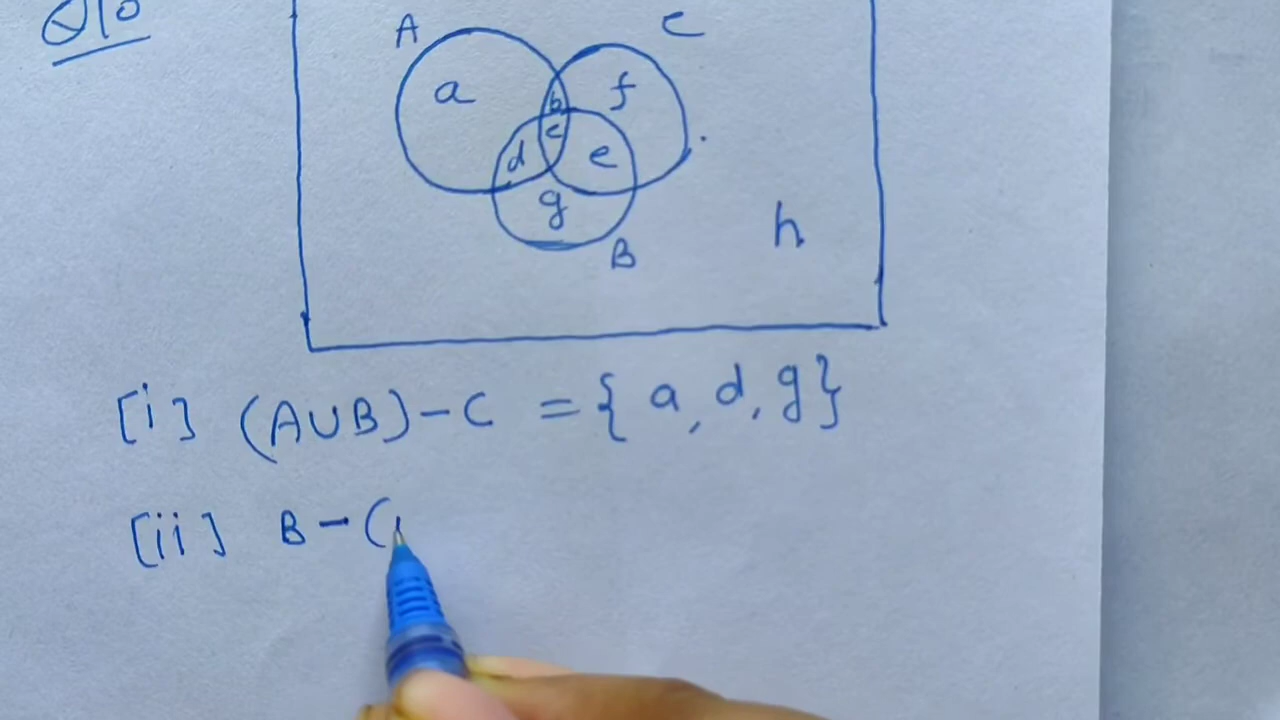 Q10
A
C
a
b
f
c
d
e
g
h
B
[i] (A∪B)-C = { a, d, g}
[ii] B-(